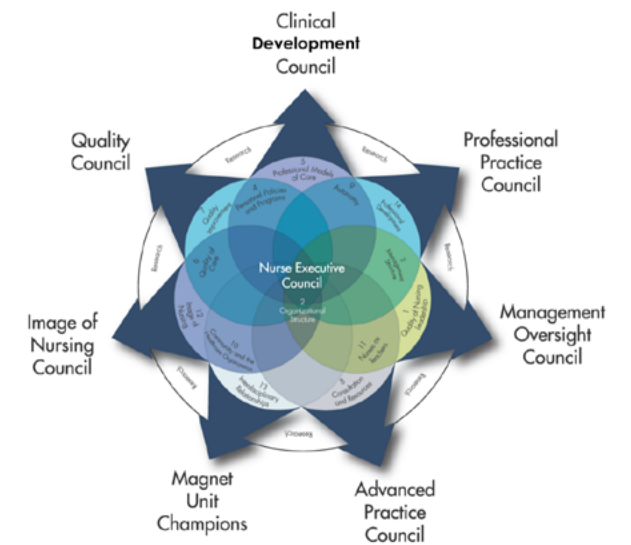 Clinical
Development
Council
Quality
Council
Professional
Practice
Council
Research
Research
5
Professional Models
of Care
4
Personnel Policies
and Programs
9
Autonomy
7
Quality
Improvement
14
Professional
Development
Research
Research
6
Quality of
Care
3
Management
Style
Nurse Executive
Council
2
Organizational
Structure
12
Image of
Nursing
1
Quality of Nursing
Leadership
Image of
Nursing
Council
Management
Oversight
Council
10
Community and the
Healthcare Organization
11
Nurses as
Teachers
Research
Research
13
Interdisciplinary
Relationships
8
Consultation
and Resources
Research
Magnet
Unit
Champions
Advanced
Practice
Council